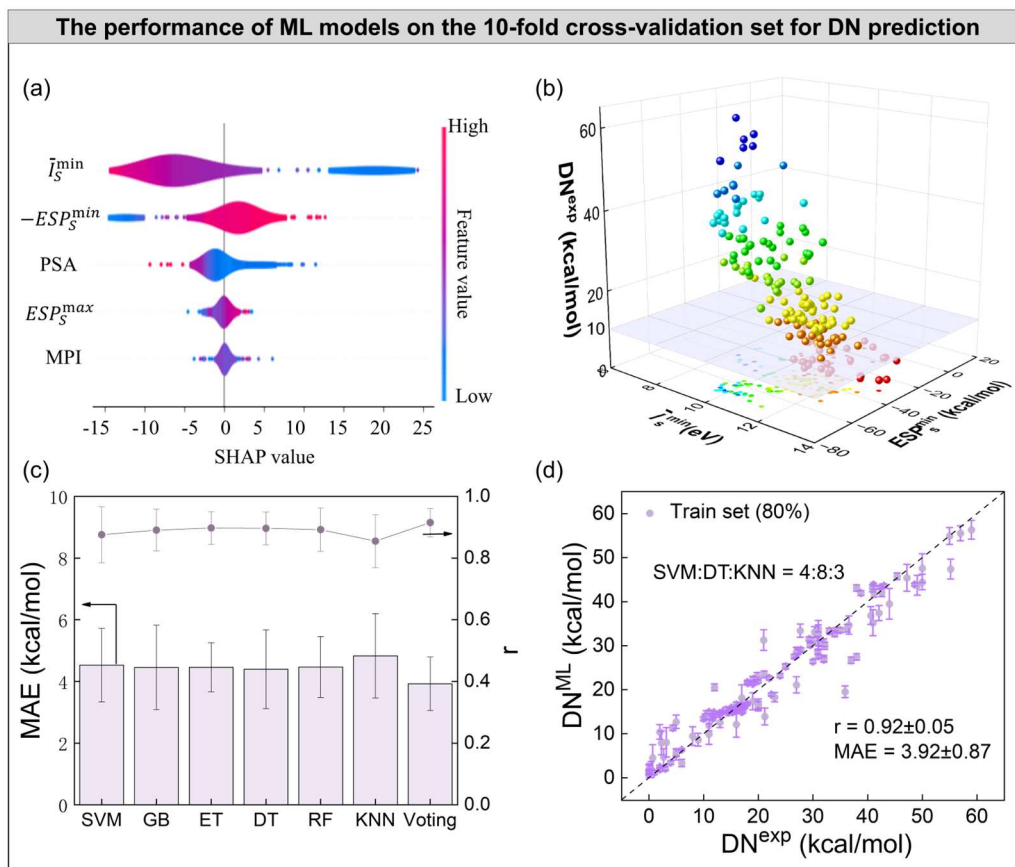 The performance of ML models on the 10-fold cross-validation set for DN prediction
(a)
Ī_S^min
−ESP_S^min
PSA
ESP_S^max
MPI
-15 -5 -10 0 5 10 15 20 25
SHAP value
High
Feature value
Low
(b)
DN^exp (kcal/mol)
60
40
20
10
0
8
10
12
14
Ī_s^min (eV)
20
0
-20
-40
-60
-80
ESP_s^min (kcal/mol)
(c)
MAE (kcal/mol)
10
8
6
4
2
0
SVM GB ET DT RF KNN Voting
1.0
0.8
0.6
0.4
0.2
0.0
r
(d)
DN^ML (kcal/mol)
60
50
40
30
20
10
0
Train set (80%)
SVM:DT:KNN = 4:8:3
r = 0.92±0.05
MAE = 3.92±0.87
0 10 20 30 40 50 60
DN^exp (kcal/mol)